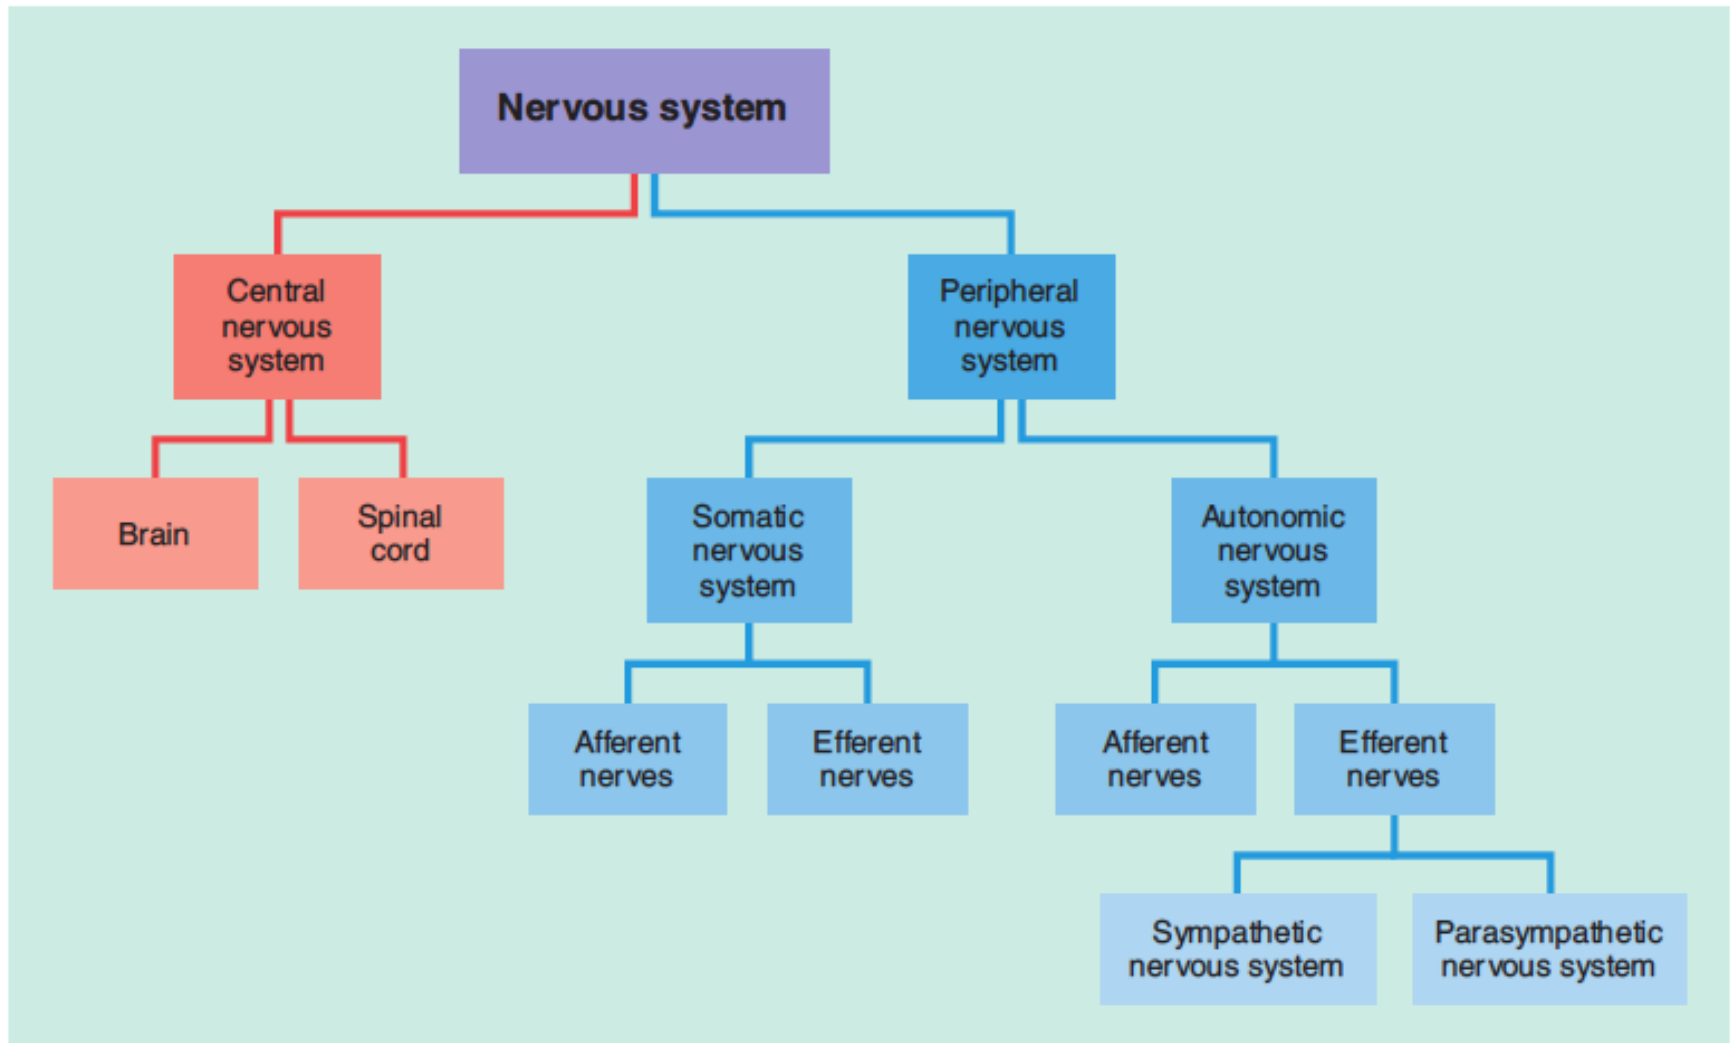 Nervous system
Central
nervous
system
Peripheral
nervous
system
Brain
Spinal
cord
Somatic
nervous
system
Autonomic
nervous
system
Afferent
nerves
Efferent
nerves
Afferent
nerves
Efferent
nerves
Sympathetic
nervous system
Parasympathetic
nervous system